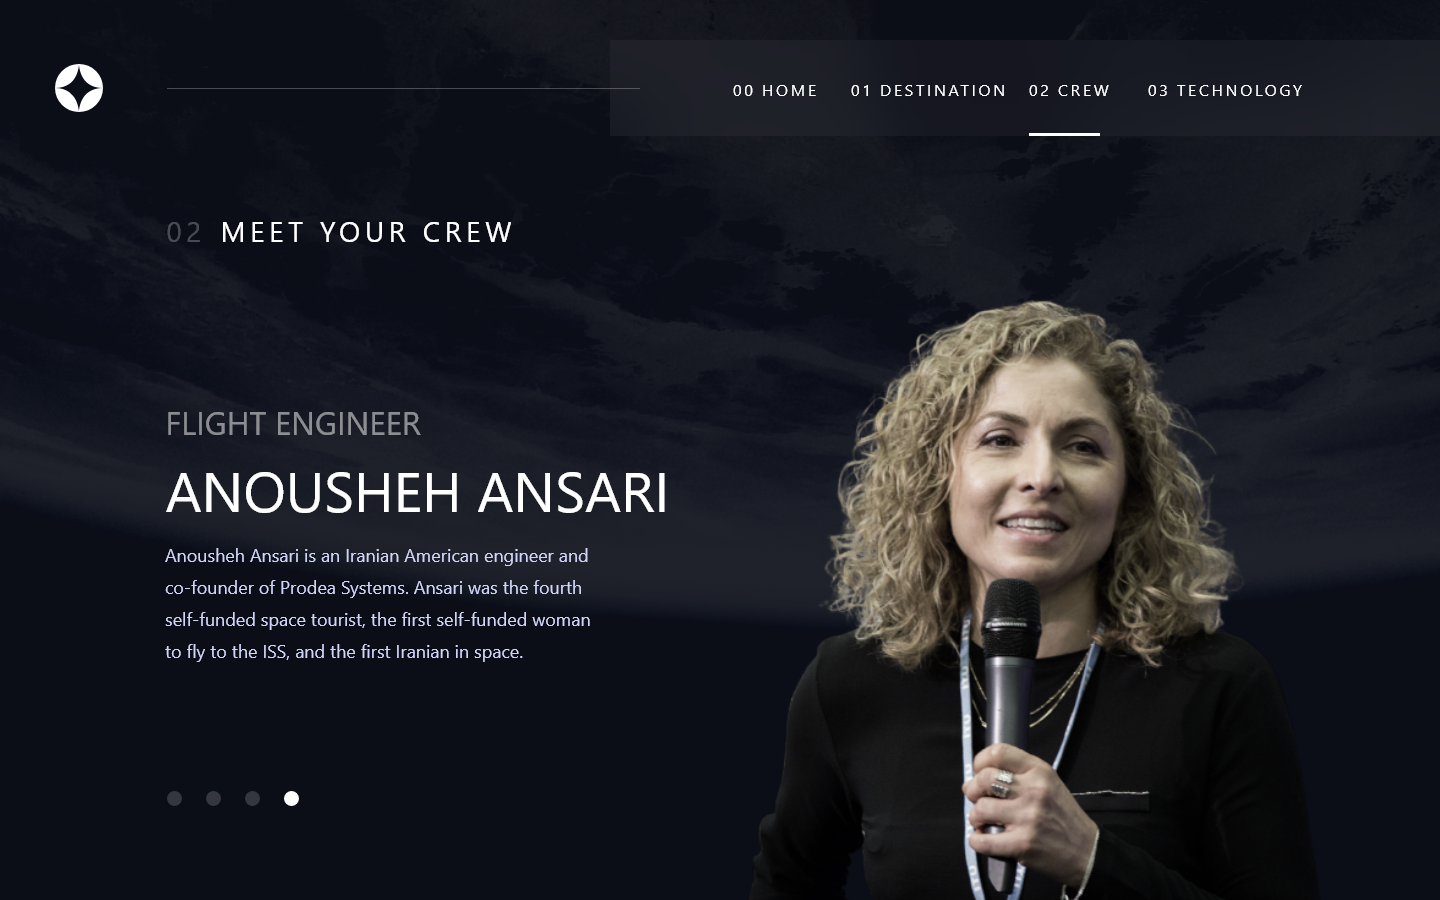 00 HOME 01 DESTINATION 02 CREW 03 TECHNOLOGY
02 MEET YOUR CREW
FLIGHT ENGINEER
ANOUSHEH ANSARI
Anousheh Ansari is an Iranian American engineer and
co-founder of Prodea Systems. Ansari was the fourth
self-funded space tourist, the first self-funded woman
to fly to the ISS, and the first Iranian in space.